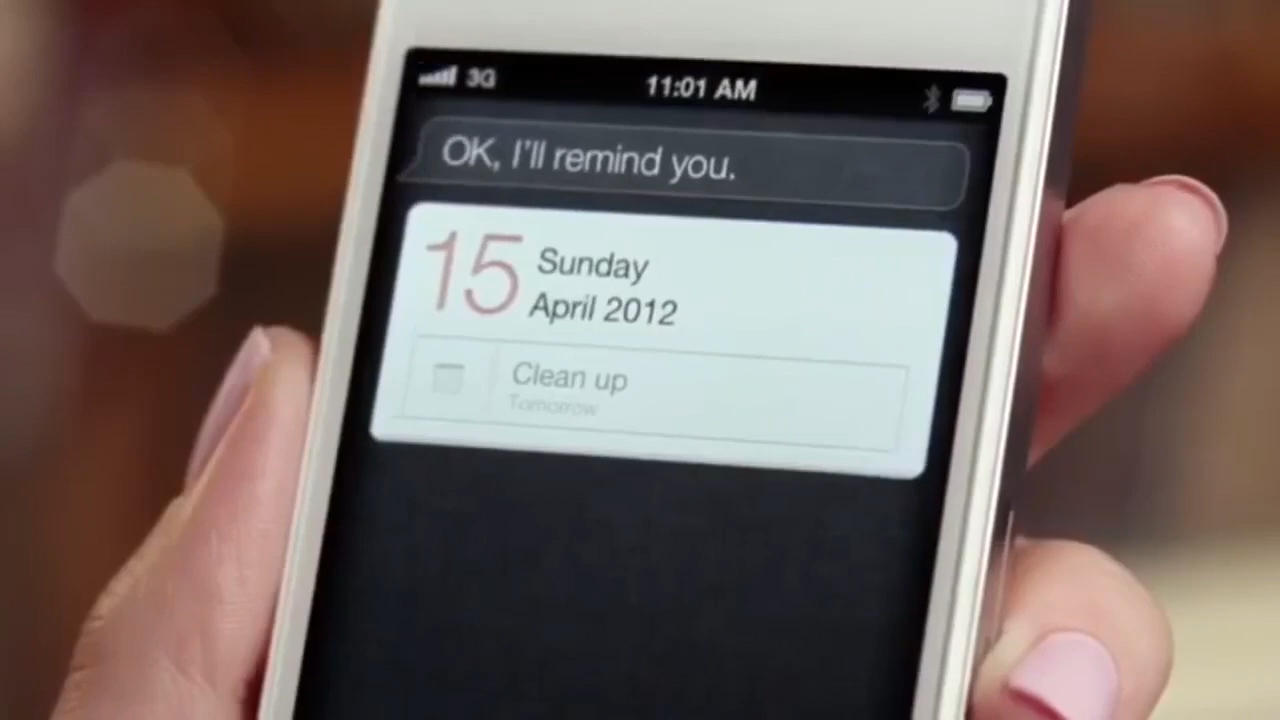 3G 11:01 AM
OK, I'll remind you.
15 Sunday
April 2012
Clean up
Tomorrow